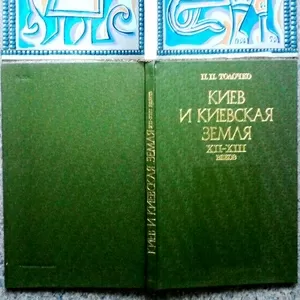 П.П. ТОЛОЧКО
КИЕВ
И КИЕВСКАЯ
ЗЕМЛЯ
XII-XIII
ВЕКОВ
КИЕВ И КИЕВСКАЯ ЗЕМЛЯ XII-XIII ВЕКОВ